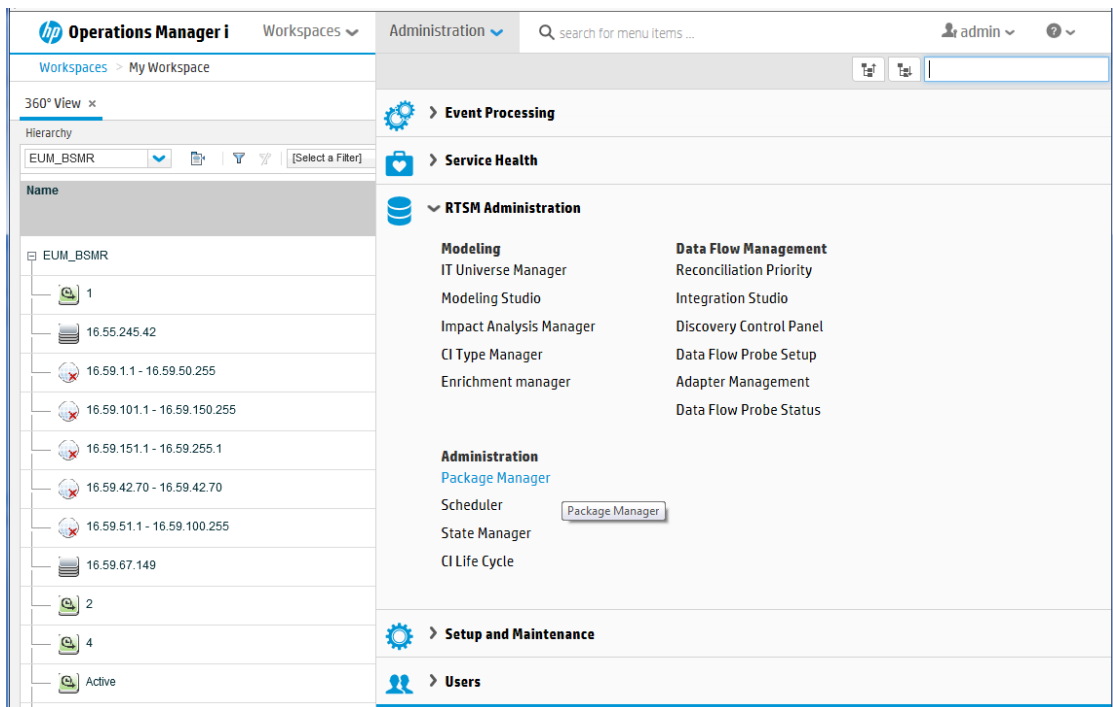 hp Operations Manager i Workspaces Administration search for menu items ... admin ?
Workspaces > My Workspace
360° View ×
Hierarchy
EUM_BSMR [Select a Filter]
Name
EUM_BSMR
1
16.55.245.42
16.59.1.1 - 16.59.50.255
16.59.101.1 - 16.59.150.255
16.59.151.1 - 16.59.255.1
16.59.42.70 - 16.59.42.70
16.59.51.1 - 16.59.100.255
16.59.67.149
2
4
Active
Event Processing
Service Health
RTSM Administration
Modeling
IT Universe Manager
Modeling Studio
Impact Analysis Manager
CI Type Manager
Enrichment manager
Data Flow Management
Reconciliation Priority
Integration Studio
Discovery Control Panel
Data Flow Probe Setup
Adapter Management
Data Flow Probe Status
Administration
Package Manager
Scheduler
Package Manager
State Manager
CI Life Cycle
Setup and Maintenance
Users